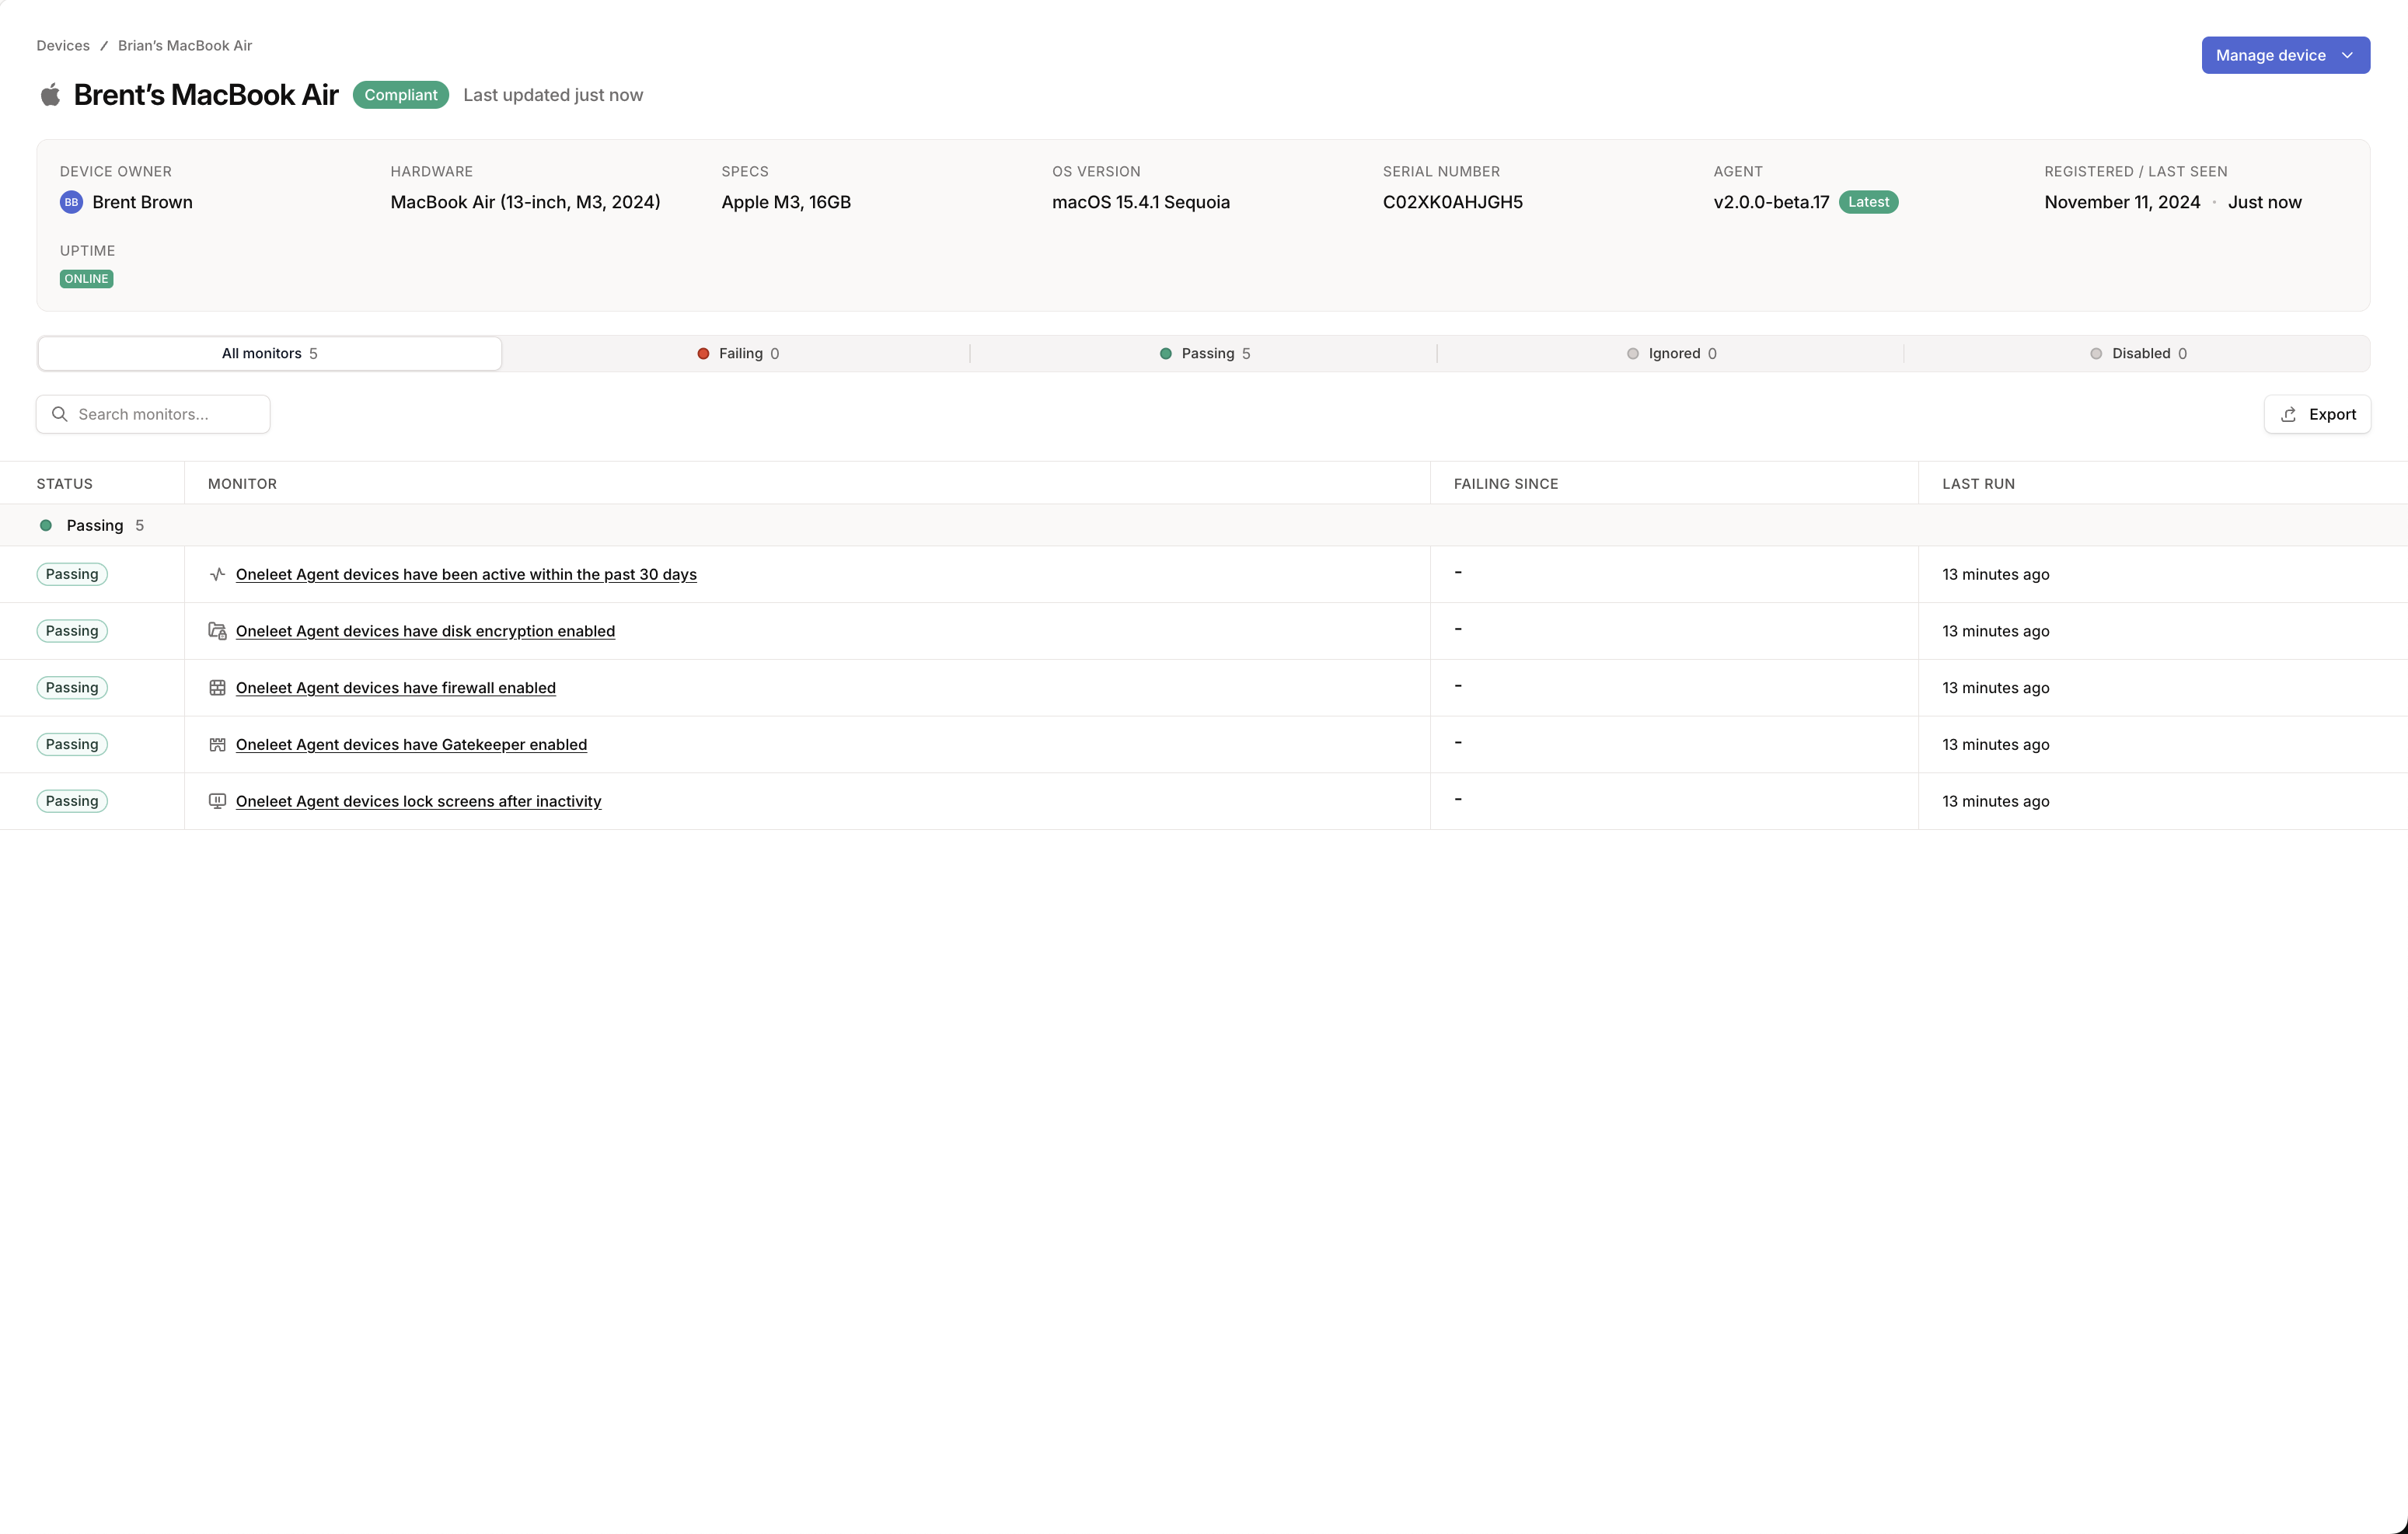 Devices / Brian's MacBook Air
Manage device
Brent's MacBook Air Compliant Last updated just now
DEVICE OWNER HARDWARE SPECS OS VERSION SERIAL NUMBER AGENT REGISTERED / LAST SEEN
BB Brent Brown MacBook Air (13-inch, M3, 2024) Apple M3, 16GB macOS 15.4.1 Sequoia C02XK0AHJGH5 v2.0.0-beta.17 Latest November 11, 2024 · Just now
UPTIME
ONLINE
All monitors 5 Failing 0 Passing 5 Ignored 0 Disabled 0
Search monitors... Export
STATUS MONITOR FAILING SINCE LAST RUN
Passing 5
Passing Oneleet Agent devices have been active within the past 30 days - 13 minutes ago
Passing Oneleet Agent devices have disk encryption enabled - 13 minutes ago
Passing Oneleet Agent devices have firewall enabled - 13 minutes ago
Passing Oneleet Agent devices have Gatekeeper enabled - 13 minutes ago
Passing Oneleet Agent devices lock screens after inactivity - 13 minutes ago